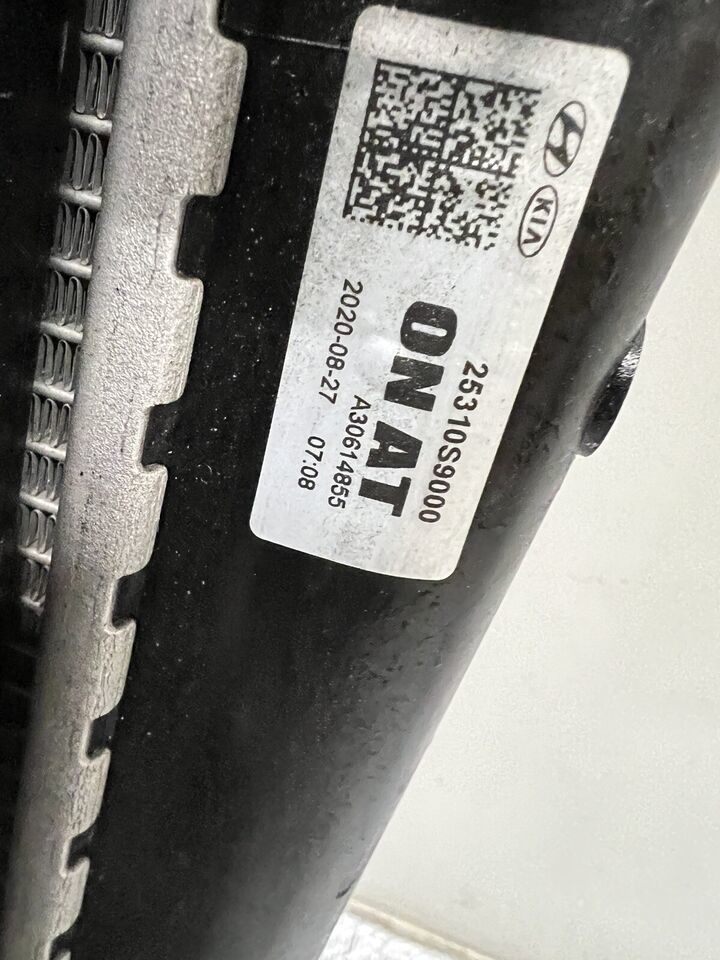 KIA
25310S9000
ON AT
A30614855
2020-08-27 07:08